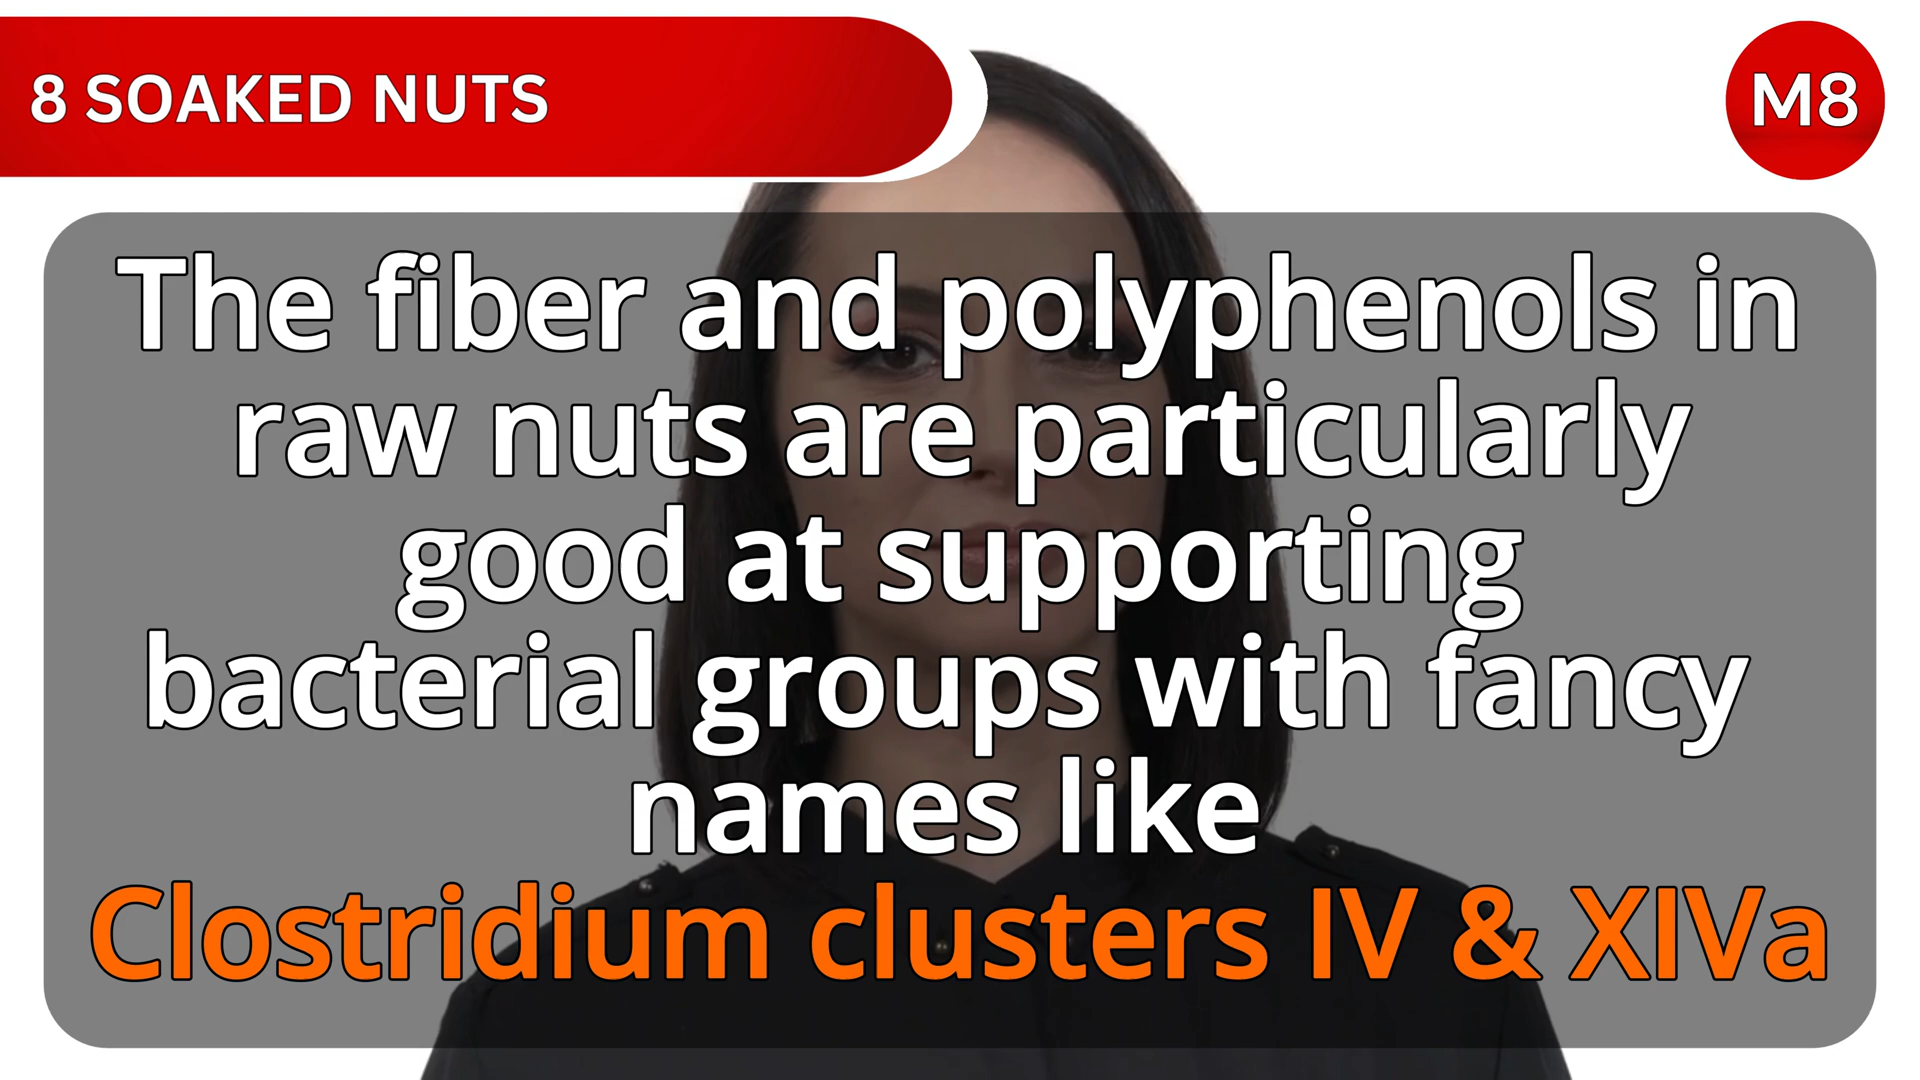 8 SOAKED NUTS
M8
The fiber and polyphenols in
raw nuts are particularly
good at supporting
bacterial groups with fancy
names like
Clostridium clusters IV & XIVa